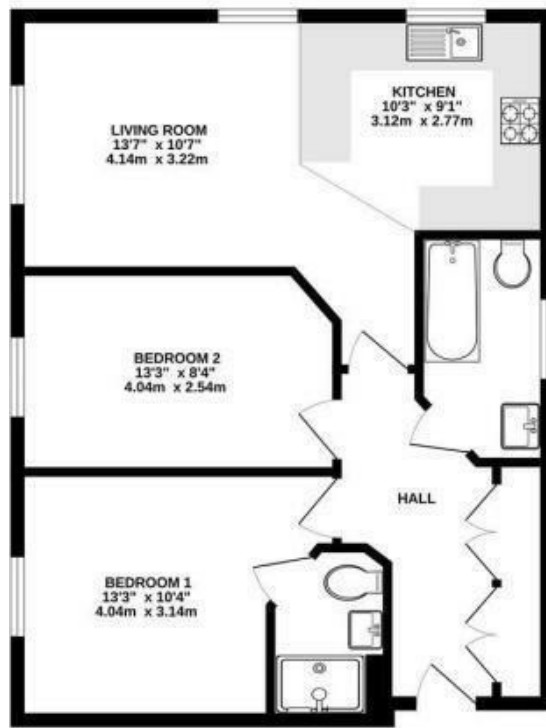 KITCHEN
10'3" x 9'1"
3.12m x 2.77m
LIVING ROOM
13'7" x 10'7"
4.14m x 3.22m
BEDROOM 2
13'3" x 8'4"
4.04m x 2.54m
HALL
BEDROOM 1
13'3" x 10'4"
4.04m x 3.14m